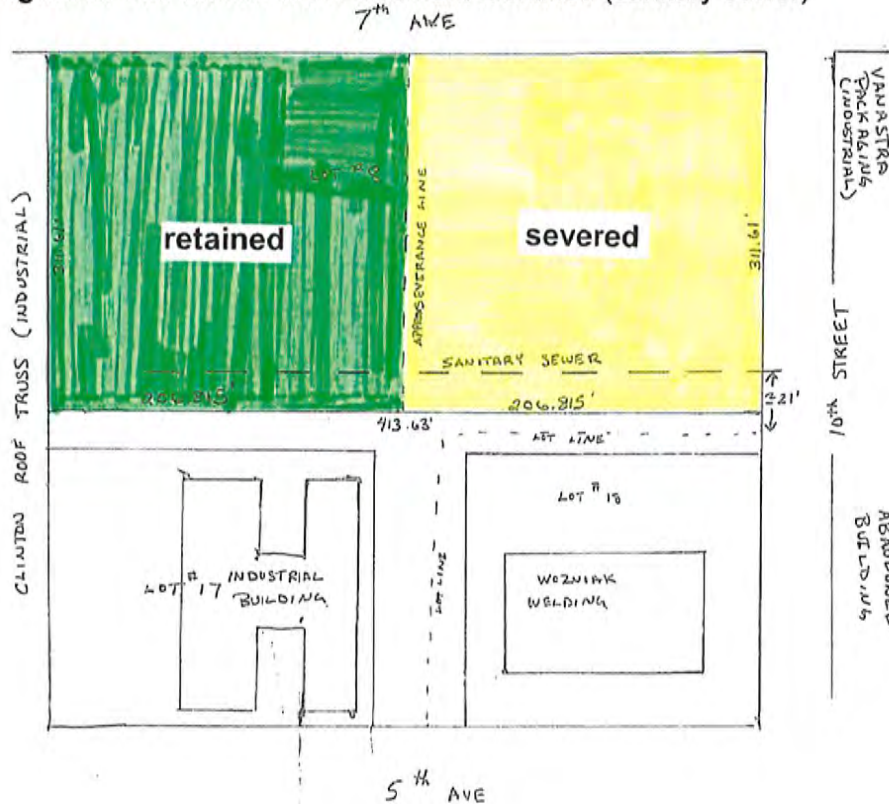 7th AVE
retained
severed
APPROX SEVERANCE LINE
311.61'
SANITARY SEWER
206.815'
206.815'
413.63'
±21'
LOT LINE
LOT LINE
LOT # 18
LOT # 17
INDUSTRIAL
BUILDING
WOZNIAK
WELDING
CLINTON ROOF TRUSS (INDUSTRIAL)
VANASTRA
PACKAGING
(INDUSTRIAL)
10th STREET
ABANDONED
BUILDING
5th AVE